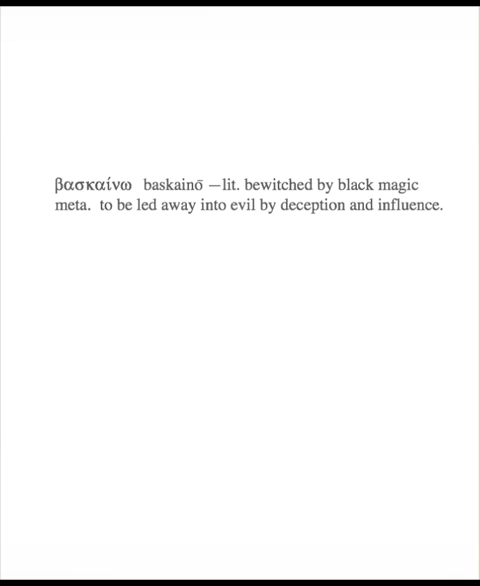 βασκαίνω baskainō —lit. bewitched by black magic
meta. to be led away into evil by deception and influence.